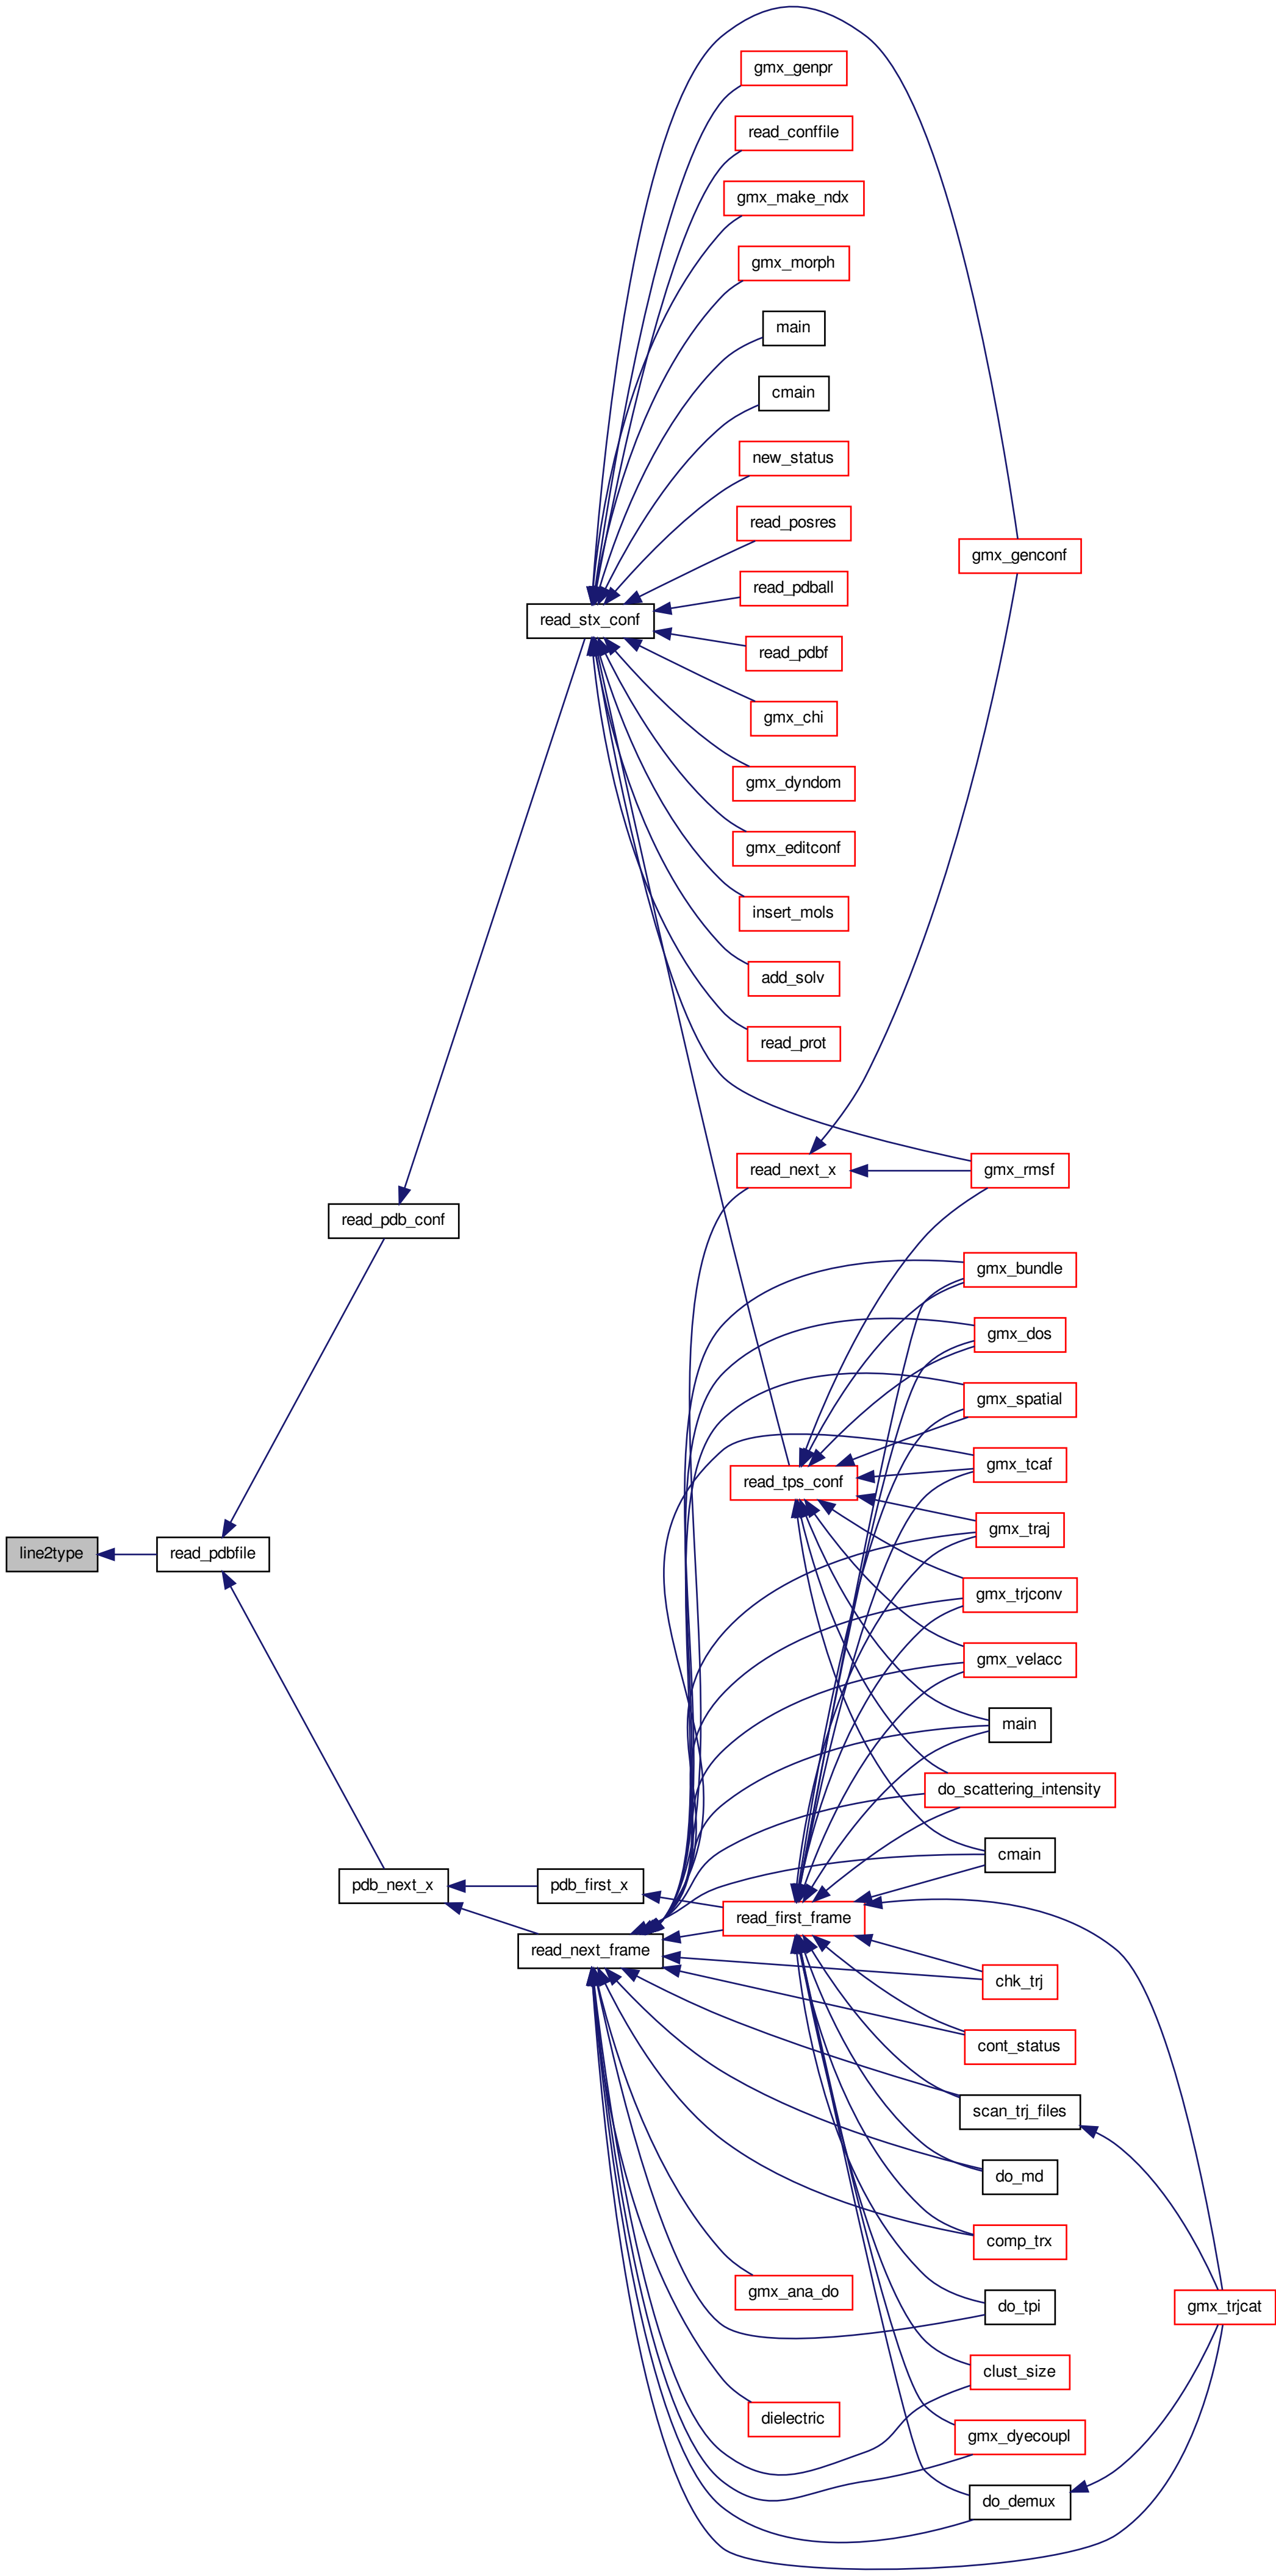 gmx_genpr
read_conffile
gmx_make_ndx
gmx_morph
main
cmain
new_status
read_posres
gmx_genconf
read_pdball
read_stx_conf
read_pdbf
gmx_chi
gmx_dyndom
gmx_editconf
insert_mols
add_solv
read_prot
read_next_x
gmx_rmsf
read_pdb_conf
gmx_bundle
gmx_dos
gmx_spatial
gmx_tcaf
read_tps_conf
gmx_traj
line2type
read_pdbfile
gmx_trjconv
gmx_velacc
main
do_scattering_intensity
cmain
pdb_next_x
pdb_first_x
read_first_frame
read_next_frame
chk_trj
cont_status
scan_trj_files
do_md
comp_trx
gmx_ana_do
do_tpi
gmx_trjcat
clust_size
dielectric
gmx_dyecoupl
do_demux